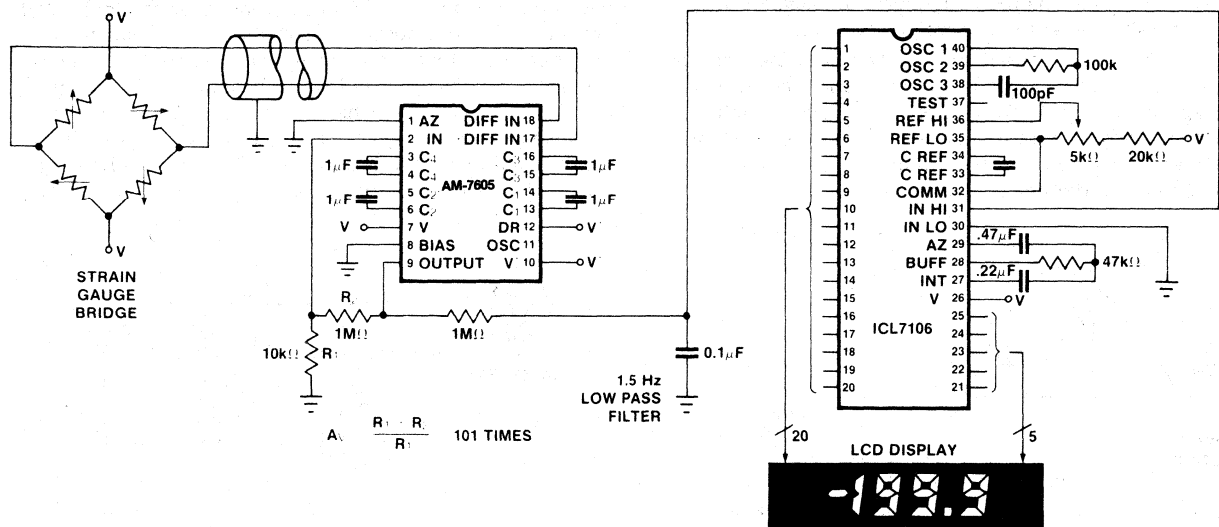 V
STRAIN
GAUGE
BRIDGE
V
AM-7605
1 AZ DIFF IN 18
2 IN DIFF IN 17
3 C4 C3 16
4 C4 C3 15
5 C2 C1 14
6 C2 C1 13
7 V DR 12
8 BIAS OSC 11
9 OUTPUT V 10
1μF
1μF
1μF
1μF
V
V
V
R2
1MΩ
1MΩ
10kΩ R1
0.1μF
1.5 Hz
LOW PASS
FILTER
R1 R2
R1
101 TIMES
ICL7106
1 OSC 1 40
2 OSC 2 39
3 OSC 3 38
4 TEST 37
5 REF HI 36
6 REF LO 35
7 C REF 34
8 C REF 33
9 COMM 32
10 IN HI 31
11 IN LO 30
12 AZ 29
13 BUFF 28
14 INT 27
15 V 26
16 25
17 24
18 23
19 22
20 21
100k
100pF
5kΩ
20kΩ
V
.47μF
47kΩ
.22μF
V
20
5
LCD DISPLAY
-199.9